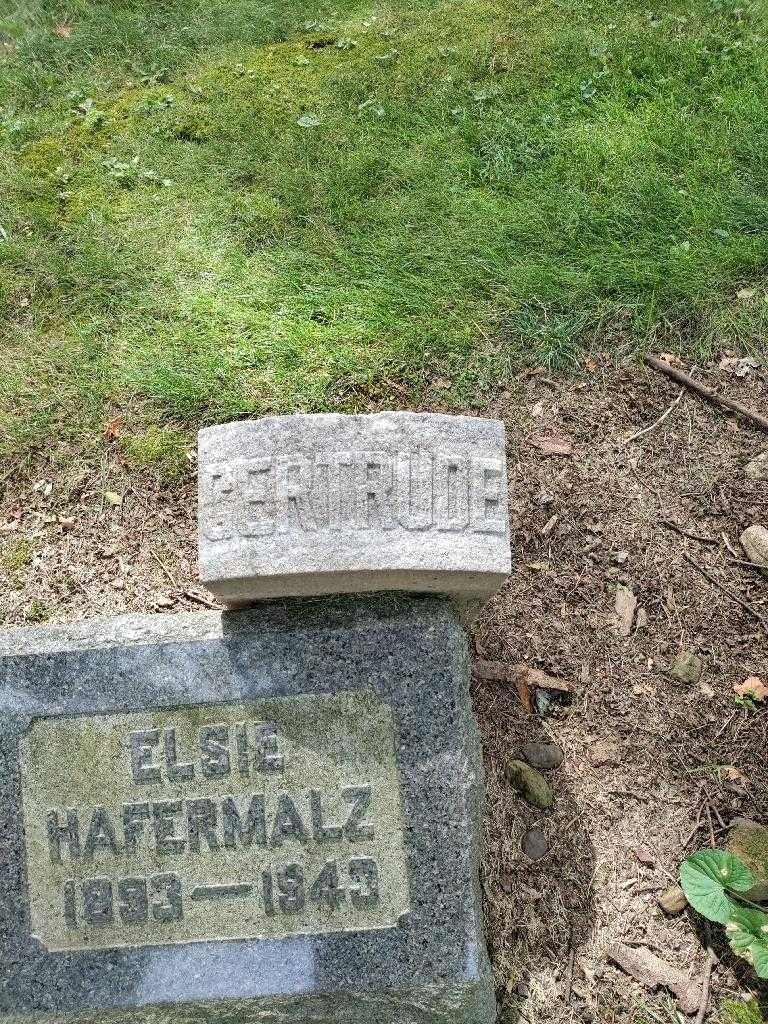 GERTRUDE
ELSIE
HAFERMALZ
1893—1943